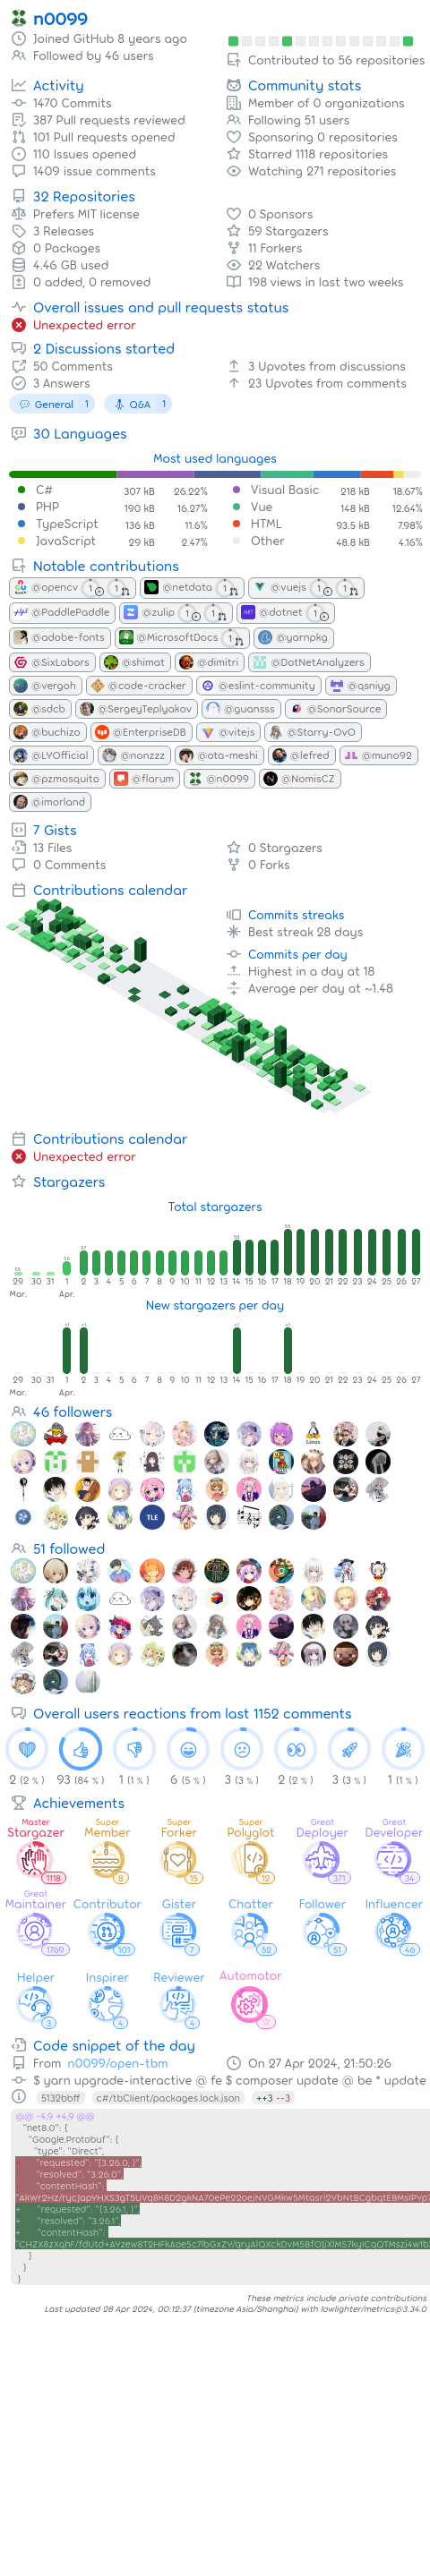 n0099
Joined GitHub 8 years ago
Followed by 46 users
Contributed to 56 repositories
Activity
1470 Commits
387 Pull requests reviewed
101 Pull requests opened
110 Issues opened
1409 issue comments
Community stats
Member of 0 organizations
Following 51 users
Sponsoring 0 repositories
Starred 1118 repositories
Watching 271 repositories
32 Repositories
Prefers MIT license
3 Releases
0 Packages
4.46 GB used
0 added, 0 removed
0 Sponsors
59 Stargazers
11 Forkers
22 Watchers
198 views in last two weeks
Overall issues and pull requests status
Unexpected error
2 Discussions started
50 Comments
3 Answers
3 Upvotes from discussions
23 Upvotes from comments
General 1 Q&A 1
30 Languages
Most used languages
C# 307 kB 26.22%
PHP 190 kB 16.27%
TypeScript 136 kB 11.6%
JavaScript 29 kB 2.47%
Visual Basic 218 kB 18.67%
Vue 148 kB 12.64%
HTML 93.5 kB 7.98%
Other 48.8 kB 4.16%
Notable contributions
@opencv 1 1 @netdata 1 @vuejs 1 1
@PaddlePaddle @zulip 1 1 @dotnet 1
@adobe-fonts @MicrosoftDocs 1 @yarnpkg
@SixLabors @shimat @dimitri @DotNetAnalyzers
@vergoh @code-cracker @eslint-community @qsniyg
@sdcb @SergeyTeplyakov @guansss @SonarSource
@buchizo @EnterpriseDB @vitejs @Starry-OvO
@LYOfficial @nonzzz @ota-meshi @lefred @muno92
@pzmosquito @flarum @n0099 @NomisCZ
@imorland
7 Gists
13 Files
0 Comments
0 Stargazers
0 Forks
Contributions calendar
Commits streaks
Best streak 28 days
Commits per day
Highest in a day at 18
Average per day at ~1.48
Contributions calendar
Unexpected error
Stargazers
Total stargazers
55 56 57 58 59
29 30 31 1 2 3 4 5 6 7 8 9 10 11 12 13 14 15 16 17 18 19 20 21 22 23 24 25 26 27
Mar. Apr.
New stargazers per day
+1 +1 +1 +1
29 30 31 1 2 3 4 5 6 7 8 9 10 11 12 13 14 15 16 17 18 19 20 21 22 23 24 25 26 27
Mar. Apr.
46 followers
Linux
TLE
51 followed
Overall users reactions from last 1152 comments
2 (2 %) 93 (84 %) 1 (1 %) 6 (5 %) 3 (3 %) 2 (2 %) 3 (3 %) 1 (1 %)
Achievements
Master Super Super Super Great Great
Stargazer Member Forker Polyglot Deployer Developer
1118 8 15 12 371 34
Great
Maintainer Contributor Gister Chatter Follower Influencer
1769 101 7 52 51 46
Helper Inspirer Reviewer Automator
3 4 4
Code snippet of the day
From n0099/open-tbm
On 27 Apr 2024, 21:50:26
$ yarn upgrade-interactive @ fe $ composer update @ be * update
5132bbff c#/tbClient/packages.lock.json ++3 --3
@@ -4,9 +4,9 @@
"net8.0": {
"Google.Protobuf": {
"type": "Direct",
- "requested": "[3.26.0, )",
- "resolved": "3.26.0",
- "contentHash":
+ "requested": "[3.26.1, )",
+ "resolved": "3.26.1",
+ "contentHash":
}
}
}
These metrics include private contributions
Last updated 28 Apr 2024, 00:12:37 (timezone Asia/Shanghai) with lowlighter/metrics@3.34.0